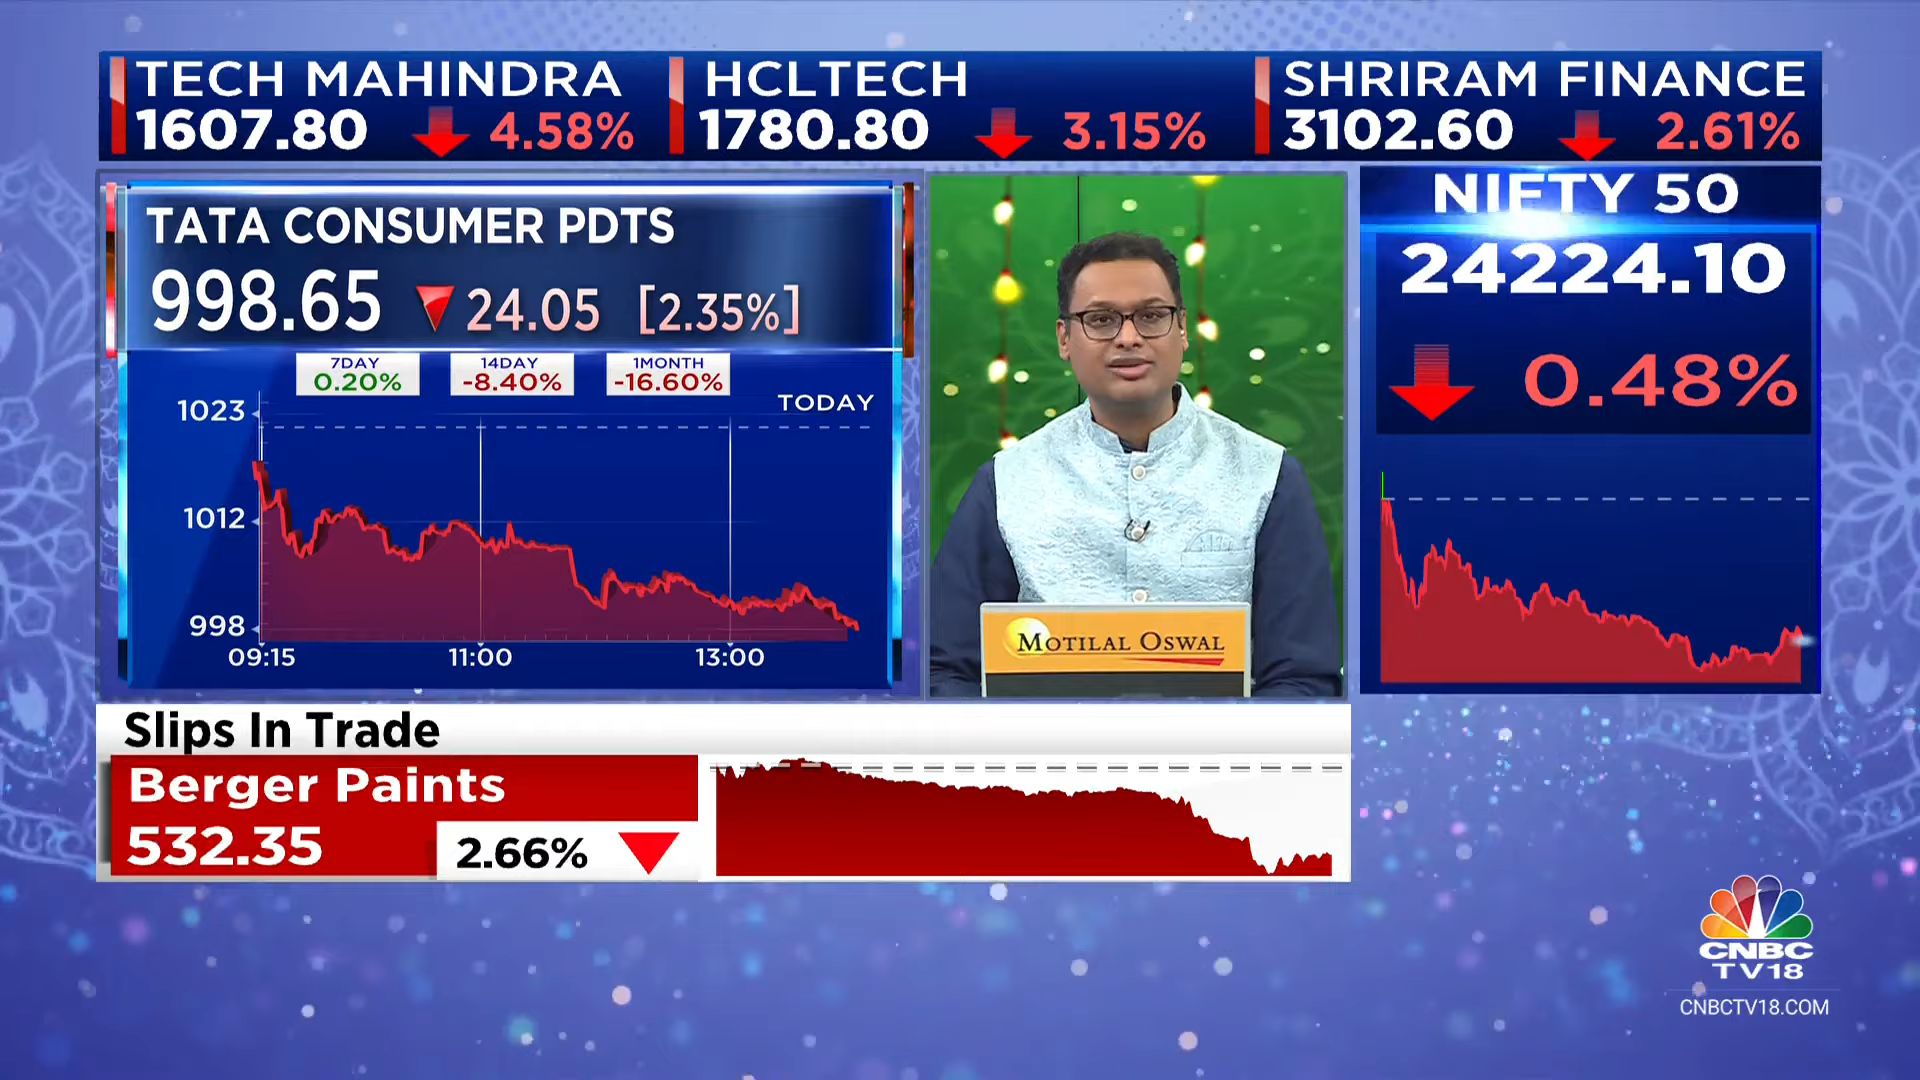 TECH MAHINDRA
1607.80 4.58%
HCLTECH
1780.80 3.15%
SHRIRAM FINANCE
3102.60 2.61%
TATA CONSUMER PDTS
998.65 24.05 [2.35%]
7DAY
0.20%
14DAY
-8.40%
1MONTH
-16.60%
TODAY
1023
1012
998
09:15 11:00 13:00
MOTILAL OSWAL
NIFTY 50
24224.10
0.48%
Slips In Trade
Berger Paints
532.35
2.66%
CNBC
TV18
CNBCTV18.COM